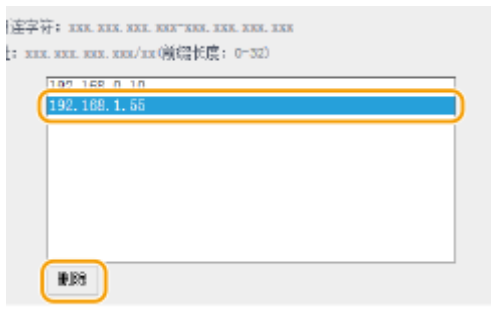 连字符: xxx.xxx.xxx.xxx-xxx.xxx.xxx.xxx
: xxx.xxx.xxx.xxx/xx(前缀长度: 0-32)
192.168.0.10
192.168.1.55
删除